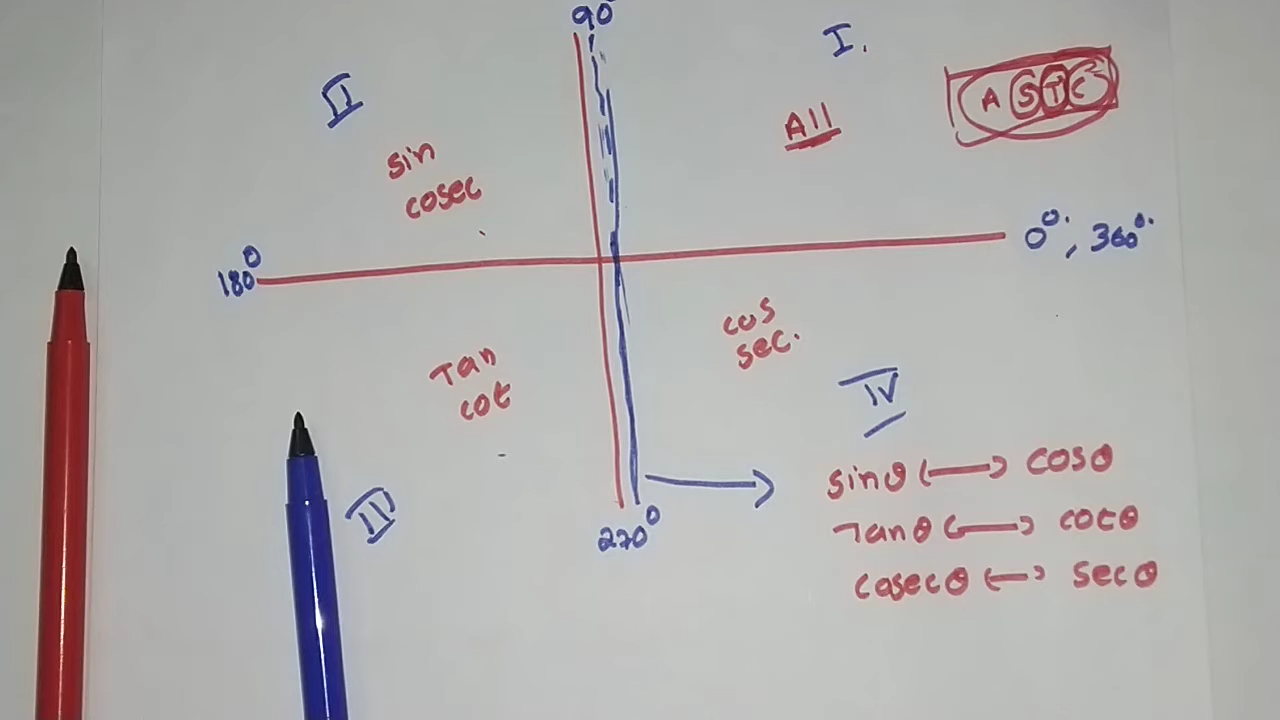 90°
I.
II
A S T C
All
sin
cosec
180°
0°, 360°
cos
sec.
Tan
cot
IV
III
270°
sinθ ↔ cosθ
Tanθ ↔ cotθ
cosecθ ↔ secθ